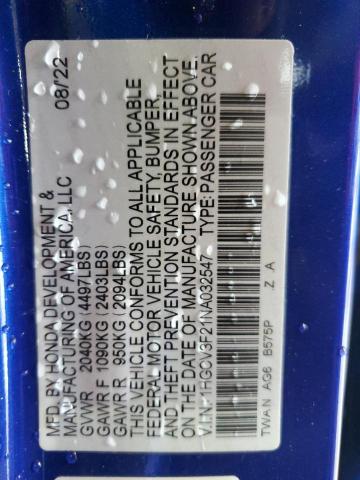 MFD. BY HONDA DEVELOPMENT & 08/'22
MANUFACTURING OF AMERICA, LLC
GVWR 2040KG (4497LBS)
GAWR F 1090KG (2403LBS)
GAWR R 950KG (2094LBS)
THIS VEHICLE CONFORMS TO ALL APPLICABLE
FEDERAL MOTOR VEHICLE SAFETY, BUMPER,
AND THEFT PREVENTION STANDARDS IN EFFECT
ON THE DATE OF MANUFACTURE SHOWN ABOVE.
V.I.N.: 1HGCV3F21NA032547 TYPE:PASSENGER CAR
TWAN AG6 B575P Z A